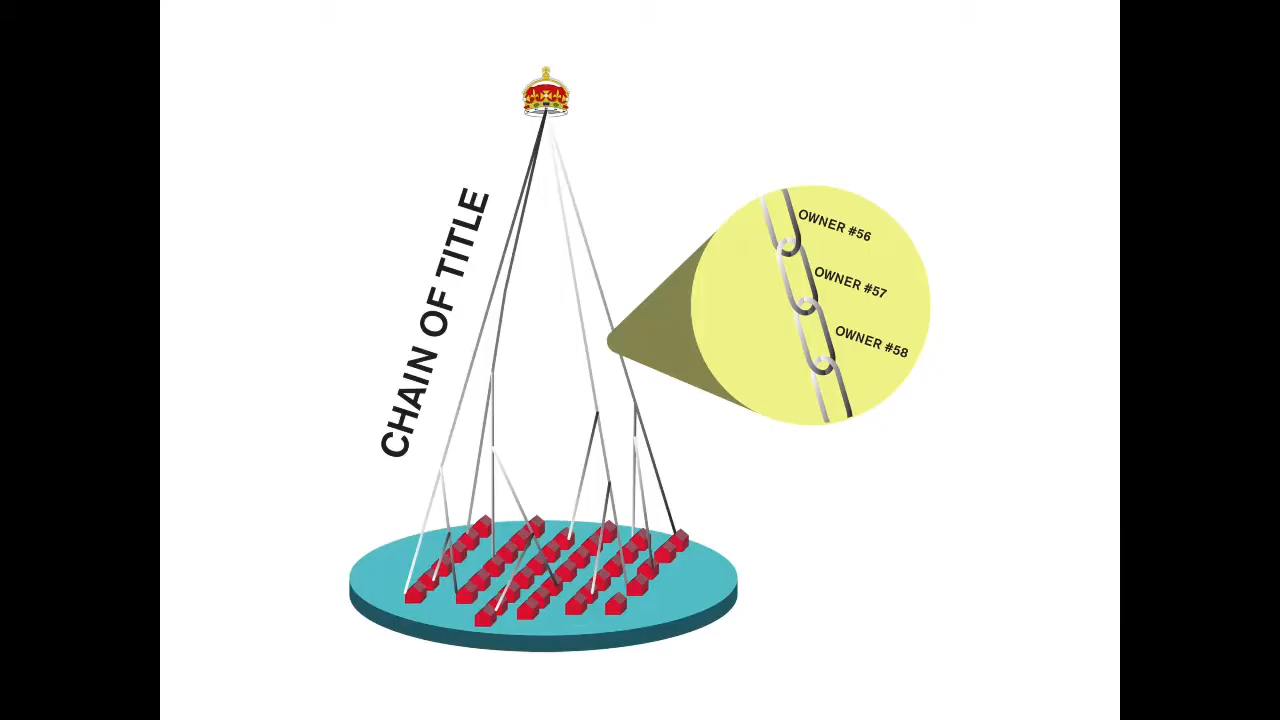 CHAIN OF TITLE
OWNER #56
OWNER #57
OWNER #58